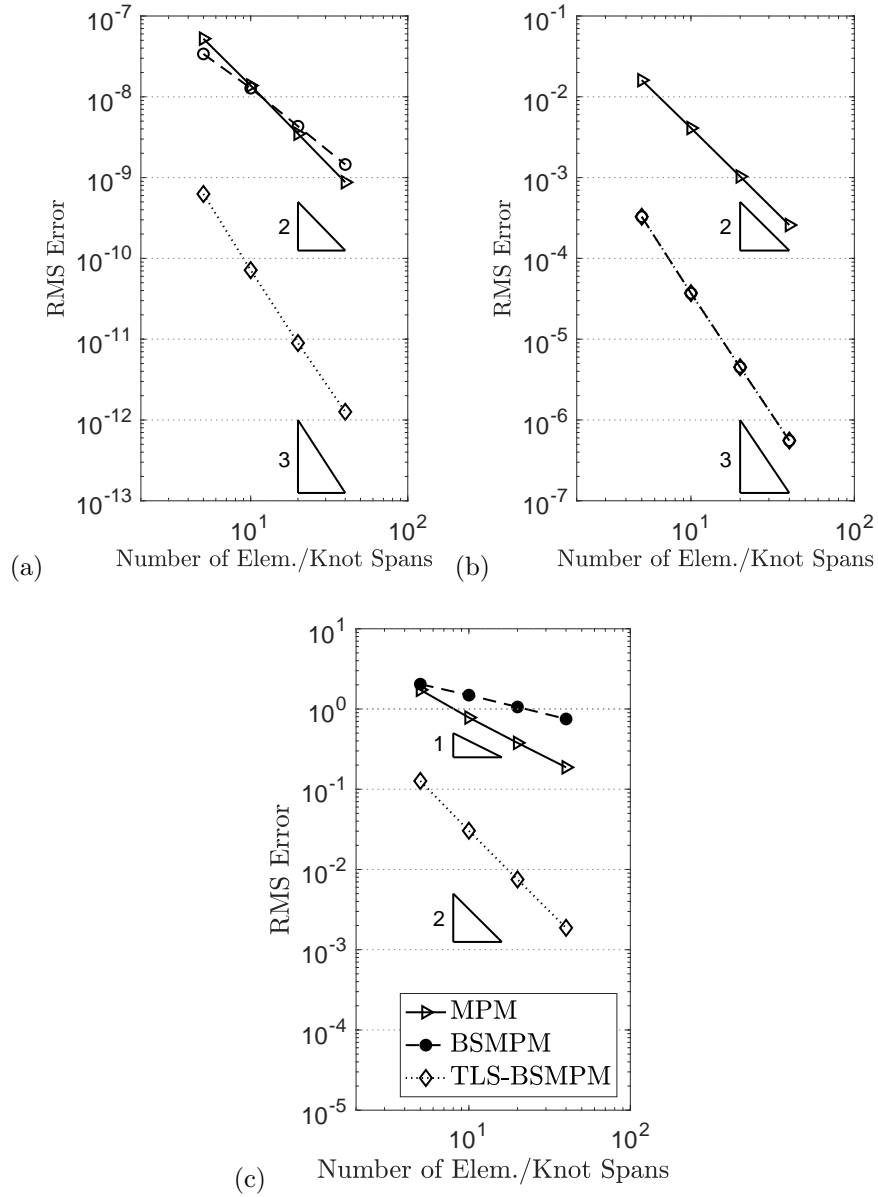 10^-7
10^-8
10^-9
10^-10
10^-11
10^-12
10^-13
RMS Error
2
3
10^1
10^2
Number of Elem./Knot Spans
(a)
10^-1
10^-2
10^-3
10^-4
10^-5
10^-6
10^-7
RMS Error
2
3
10^1
10^2
Number of Elem./Knot Spans
(b)
10^1
10^0
10^-1
10^-2
10^-3
10^-4
10^-5
RMS Error
1
2
MPM
BSMPM
TLS-BSMPM
10^1
10^2
Number of Elem./Knot Spans
(c)